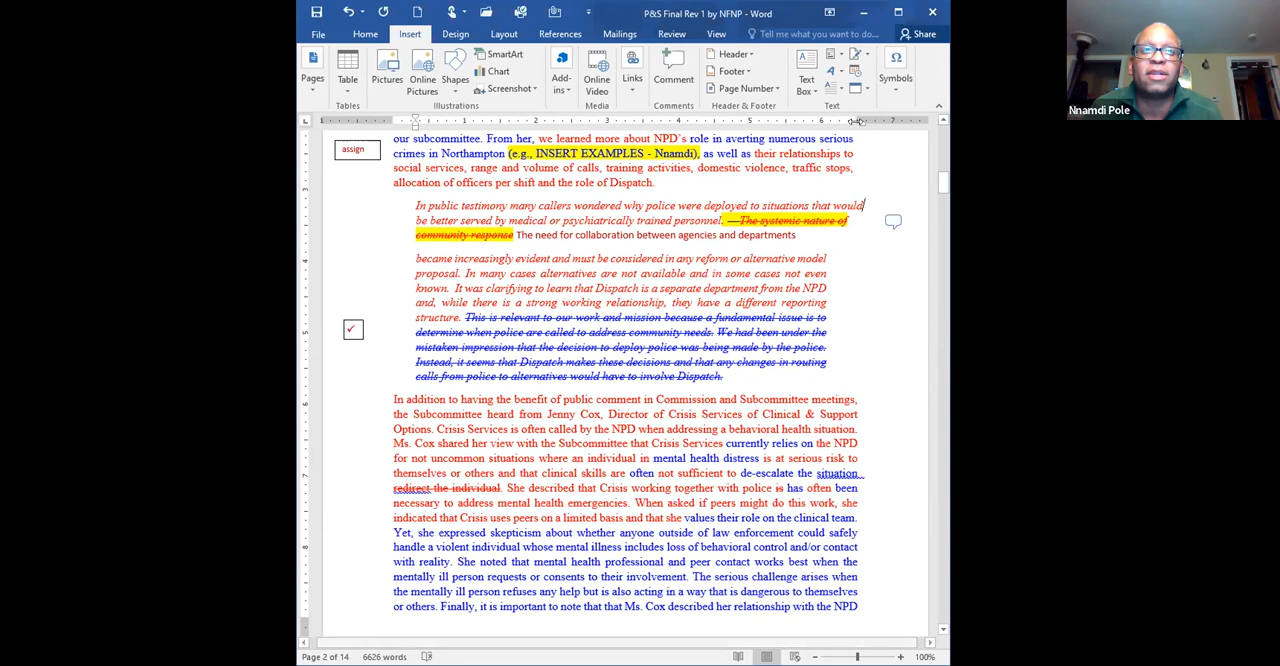 P&S Final Rev 1 by NFNP - Word
File Home Insert Design Layout References Mailings Review View Tell me what you want to do... Share
Pages
Table
Pictures
Online Pictures
Shapes
SmartArt
Chart
Screenshot
Add-ins
Online Video
Links
Comment
Header
Footer
Page Number
Text Box
Symbols
Tables Illustrations Media Comments Header & Footer Text
Nnamdi Pole
1 1 2 3 4 5 6 7
assign
our subcommittee. From her, we learned more about NPD's role in averting numerous serious
crimes in Northampton (e.g., INSERT EXAMPLES - Nnamdi), as well as their relationships to
social services, range and volume of calls, training activities, domestic violence, traffic stops,
allocation of officers per shift and the role of Dispatch.
In public testimony many callers wondered why police were deployed to situations that would
be better served by medical or psychiatrically trained personnel. —The systemic nature of
community response The need for collaboration between agencies and departments
became increasingly evident and must be considered in any reform or alternative model
proposal. In many cases alternatives are not available and in some cases not even
known. It was clarifying to learn that Dispatch is a separate department from the NPD
and, while there is a strong working relationship, they have a different reporting
structure. This is relevant to our work and mission because a fundamental issue is to
determine when police are called to address community needs. We had been under the
mistaken impression that the decision to deploy police was being made by the police.
Instead, it seems that Dispatch makes these decisions and that any changes in routing
calls from police to alternatives would have to involve Dispatch.
In addition to having the benefit of public comment in Commission and Subcommittee meetings,
the Subcommittee heard from Jenny Cox, Director of Crisis Services of Clinical & Support
Options. Crisis Services is often called by the NPD when addressing a behavioral health situation.
Ms. Cox shared her view with the Subcommittee that Crisis Services currently relies on the NPD
for not uncommon situations where an individual in mental health distress is at serious risk to
themselves or others and that clinical skills are often not sufficient to de-escalate the situation
redirect the individual. She described that Crisis working together with police is has often been
necessary to address mental health emergencies. When asked if peers might do this work, she
indicated that Crisis uses peers on a limited basis and that she values their role on the clinical team.
Yet, she expressed skepticism about whether anyone outside of law enforcement could safely
handle a violent individual whose mental illness includes loss of behavioral control and/or contact
with reality. She noted that mental health professional and peer contact works best when the
mentally ill person requests or consents to their involvement. The serious challenge arises when
the mentally ill person refuses any help but is also acting in a way that is dangerous to themselves
or others. Finally, it is important to note that that Ms. Cox described her relationship with the NPD
Page 2 of 14 6626 words 100%